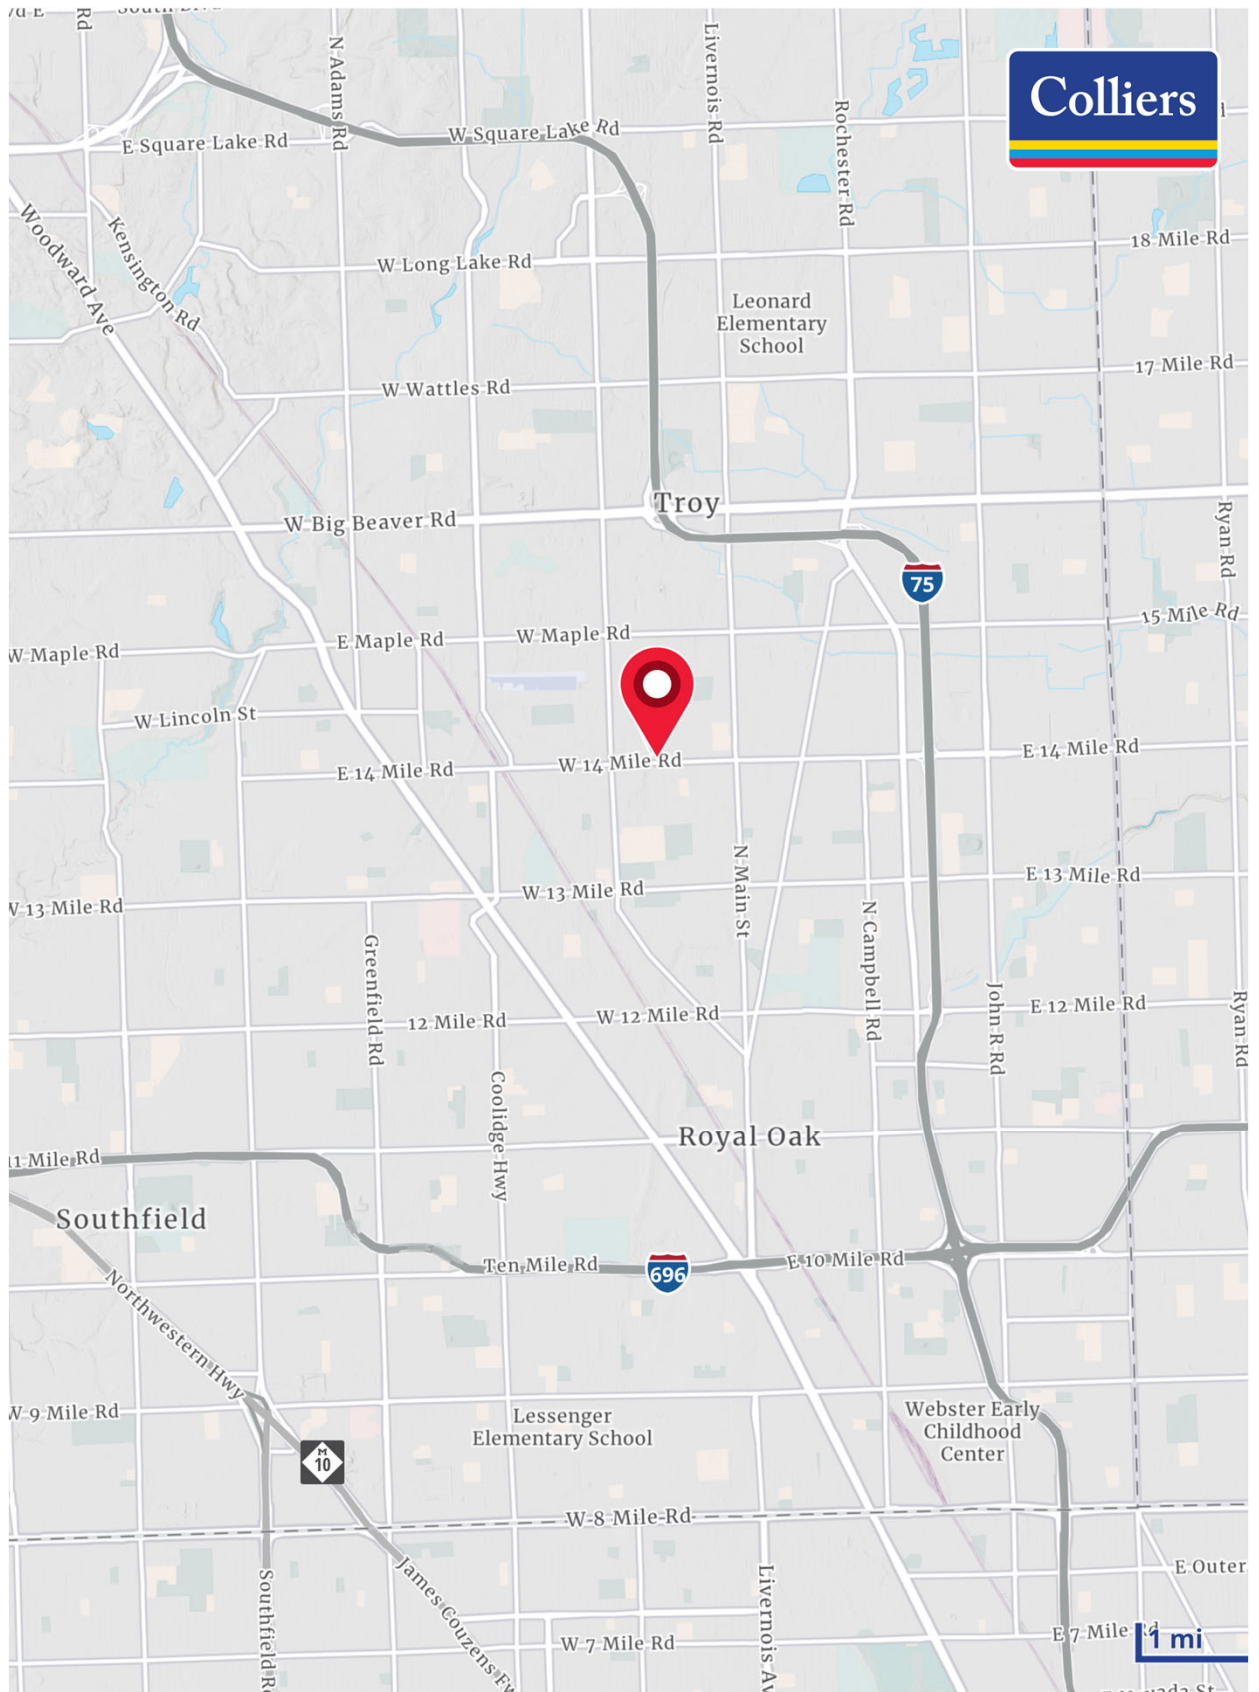 Rd
N Adams Rd
Livernois Rd
Rochester Rd
Colliers
E Square Lake Rd
W Square Lake Rd
Woodward Ave
Kensington Rd
W Long Lake Rd
18 Mile Rd
Leonard
Elementary
School
W Wattles Rd
17 Mile Rd
Troy
W Big Beaver Rd
Ryan Rd
75
15 Mile Rd
W Maple Rd
E Maple Rd
W Maple Rd
W Lincoln St
E 14 Mile Rd
W 14 Mile Rd
E 14 Mile Rd
N Main St
W 13 Mile Rd
E 13 Mile Rd
W 13 Mile Rd
Greenfield Rd
N Campbell Rd
John R Rd
Ryan Rd
12 Mile Rd
W 12 Mile Rd
E 12 Mile Rd
Coolidge Hwy
Royal Oak
11 Mile Rd
Southfield
Ten Mile Rd
696
E 10 Mile Rd
Northwestern Hwy
W 9 Mile Rd
Lessenger
Elementary School
Webster Early
Childhood
Center
M
10
W 8 Mile Rd
Southfield Rd
James Couzens
Livernois Av
E Outer
W 7 Mile Rd
E 7 Mile Rd
1 mi